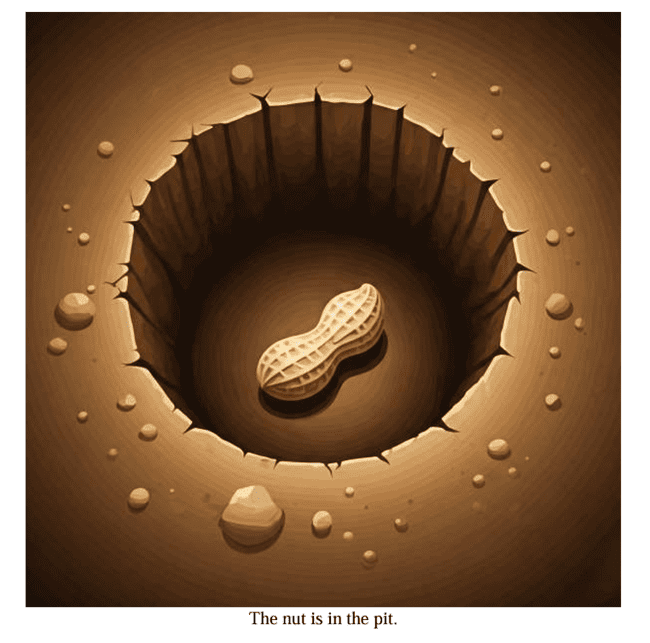 The nut is in the pit.